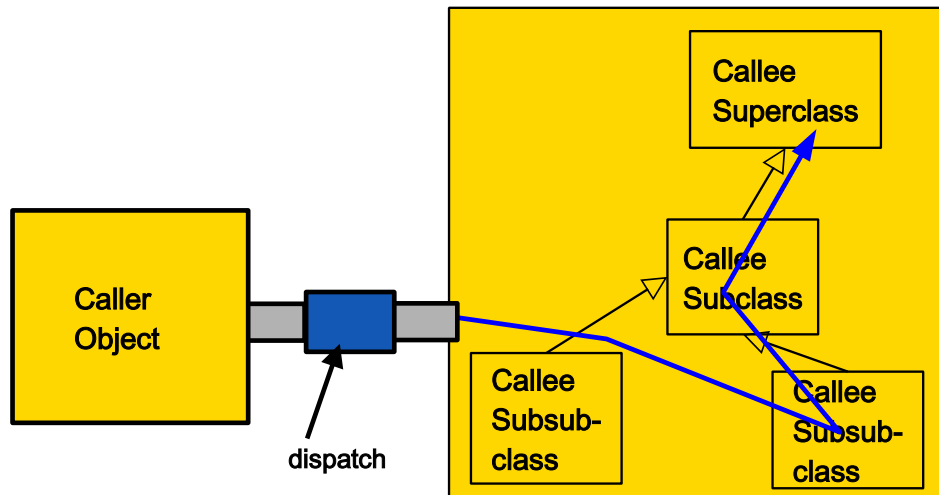 Callee
Superclass
Callee
Subclass
Caller
Object
Callee
Subsub-
class
Callee
Subsub-
class
dispatch